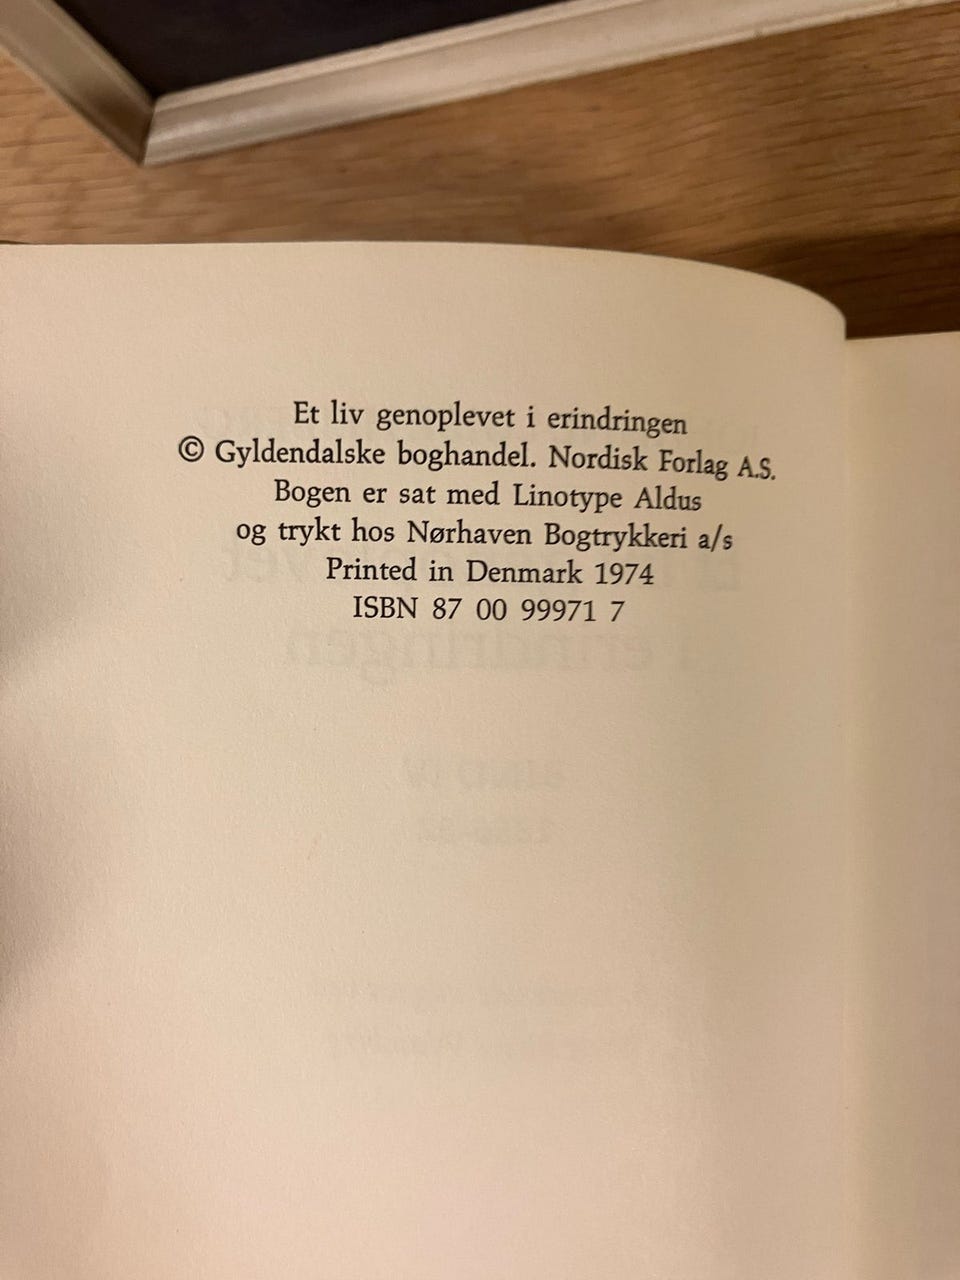 Et liv genoplevet i erindringen
© Gyldendalske boghandel. Nordisk Forlag A.S.
Bogen er sat med Linotype Aldus
og trykt hos Nørhaven Bogtrykkeri a/s
Printed in Denmark 1974
ISBN 87 00 99971 7